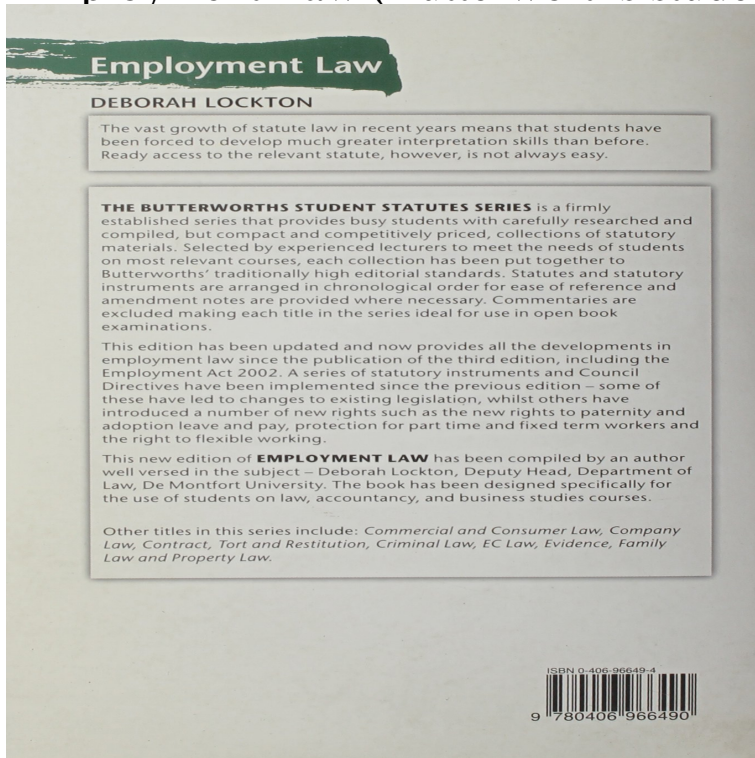 Employment Law
DEBORAH LOCKTON
The vast growth of statute law in recent years means that students have
been forced to develop much greater interpretation skills than before.
Ready access to the relevant statute, however, is not always easy.
THE BUTTERWORTHS STUDENT STATUTES SERIES is a firmly
established series that provides busy students with carefully researched and
compiled, but compact and competitively priced, collections of statutory
materials. Selected by experienced lecturers to meet the needs of students
on most relevant courses, each collection has been put together to
Butterworths' traditionally high editorial standards. Statutes and statutory
instruments are arranged in chronological order for ease of reference and
amendment notes are provided where necessary. Commentaries are
excluded making each title in the series ideal for use in open book
examinations.
This edition has been updated and now provides all the developments in
employment law since the publication of the third edition, including the
Employment Act 2002. A series of statutory instruments and Council
Directives have been implemented since the previous edition – some of
these have led to changes to existing legislation, whilst others have
introduced a number of new rights such as the new rights to paternity and
adoption leave and pay, protection for part time and fixed term workers and
the right to flexible working.
This new edition of EMPLOYMENT LAW has been compiled by an author
well versed in the subject – Deborah Lockton, Deputy Head, Department of
Law, De Montfort University. The book has been designed specifically for
the use of students on law, accountancy, and business studies courses.
Other titles in this series include: Commercial and Consumer Law, Company
Law, Contract, Tort and Restitution, Criminal Law, EC Law, Evidence, Family
Law and Property Law.
ISBN 0-406-96649-4
9 780406 966490